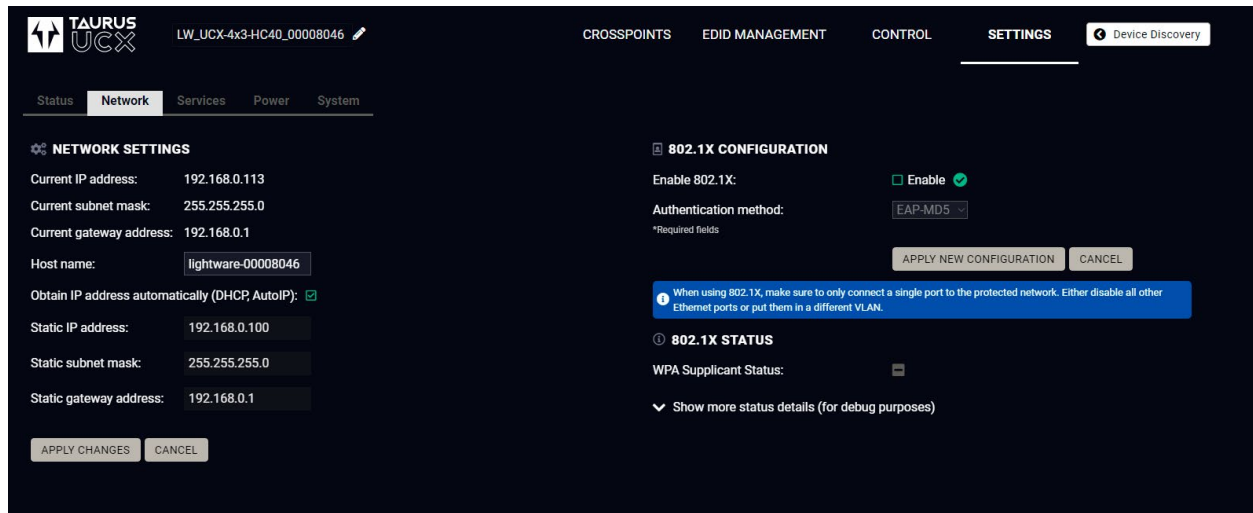 TAURUS
UCX
LW_UCX-4x3-HC40_00008046
CROSSPOINTS
EDID MANAGEMENT
CONTROL
SETTINGS
Device Discovery
Status
Network
Services
Power
System
NETWORK SETTINGS
Current IP address: 192.168.0.113
Current subnet mask: 255.255.255.0
Current gateway address: 192.168.0.1
Host name: lightware-00008046
Obtain IP address automatically (DHCP, AutoIP):
Static IP address: 192.168.0.100
Static subnet mask: 255.255.255.0
Static gateway address: 192.168.0.1
APPLY CHANGES
CANCEL
802.1X CONFIGURATION
Enable 802.1X: Enable
Authentication method: EAP-MD5
*Required fields
APPLY NEW CONFIGURATION
CANCEL
When using 802.1X, make sure to only connect a single port to the protected network. Either disable all other
Ethernet ports or put them in a different VLAN.
802.1X STATUS
WPA Supplicant Status:
Show more status details (for debug purposes)